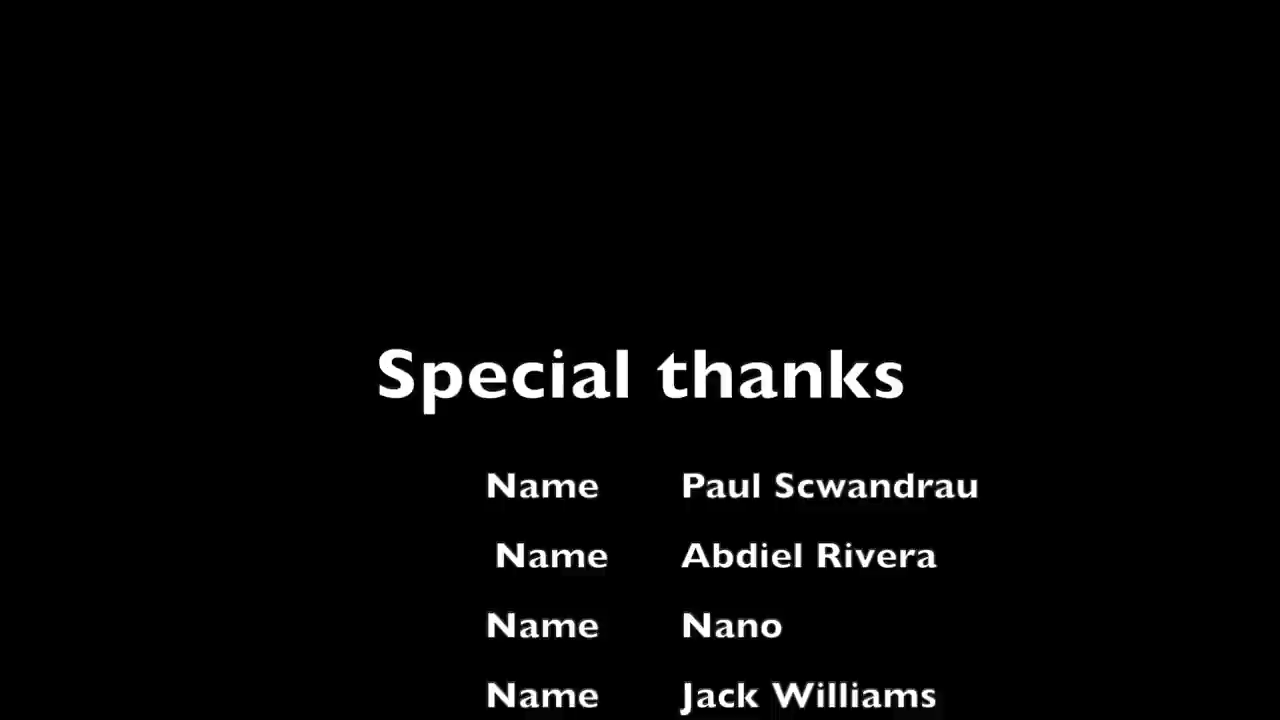 Special thanks
Name Paul Scwandrau
Name Abdiel Rivera
Name Nano
Name Jack Williams